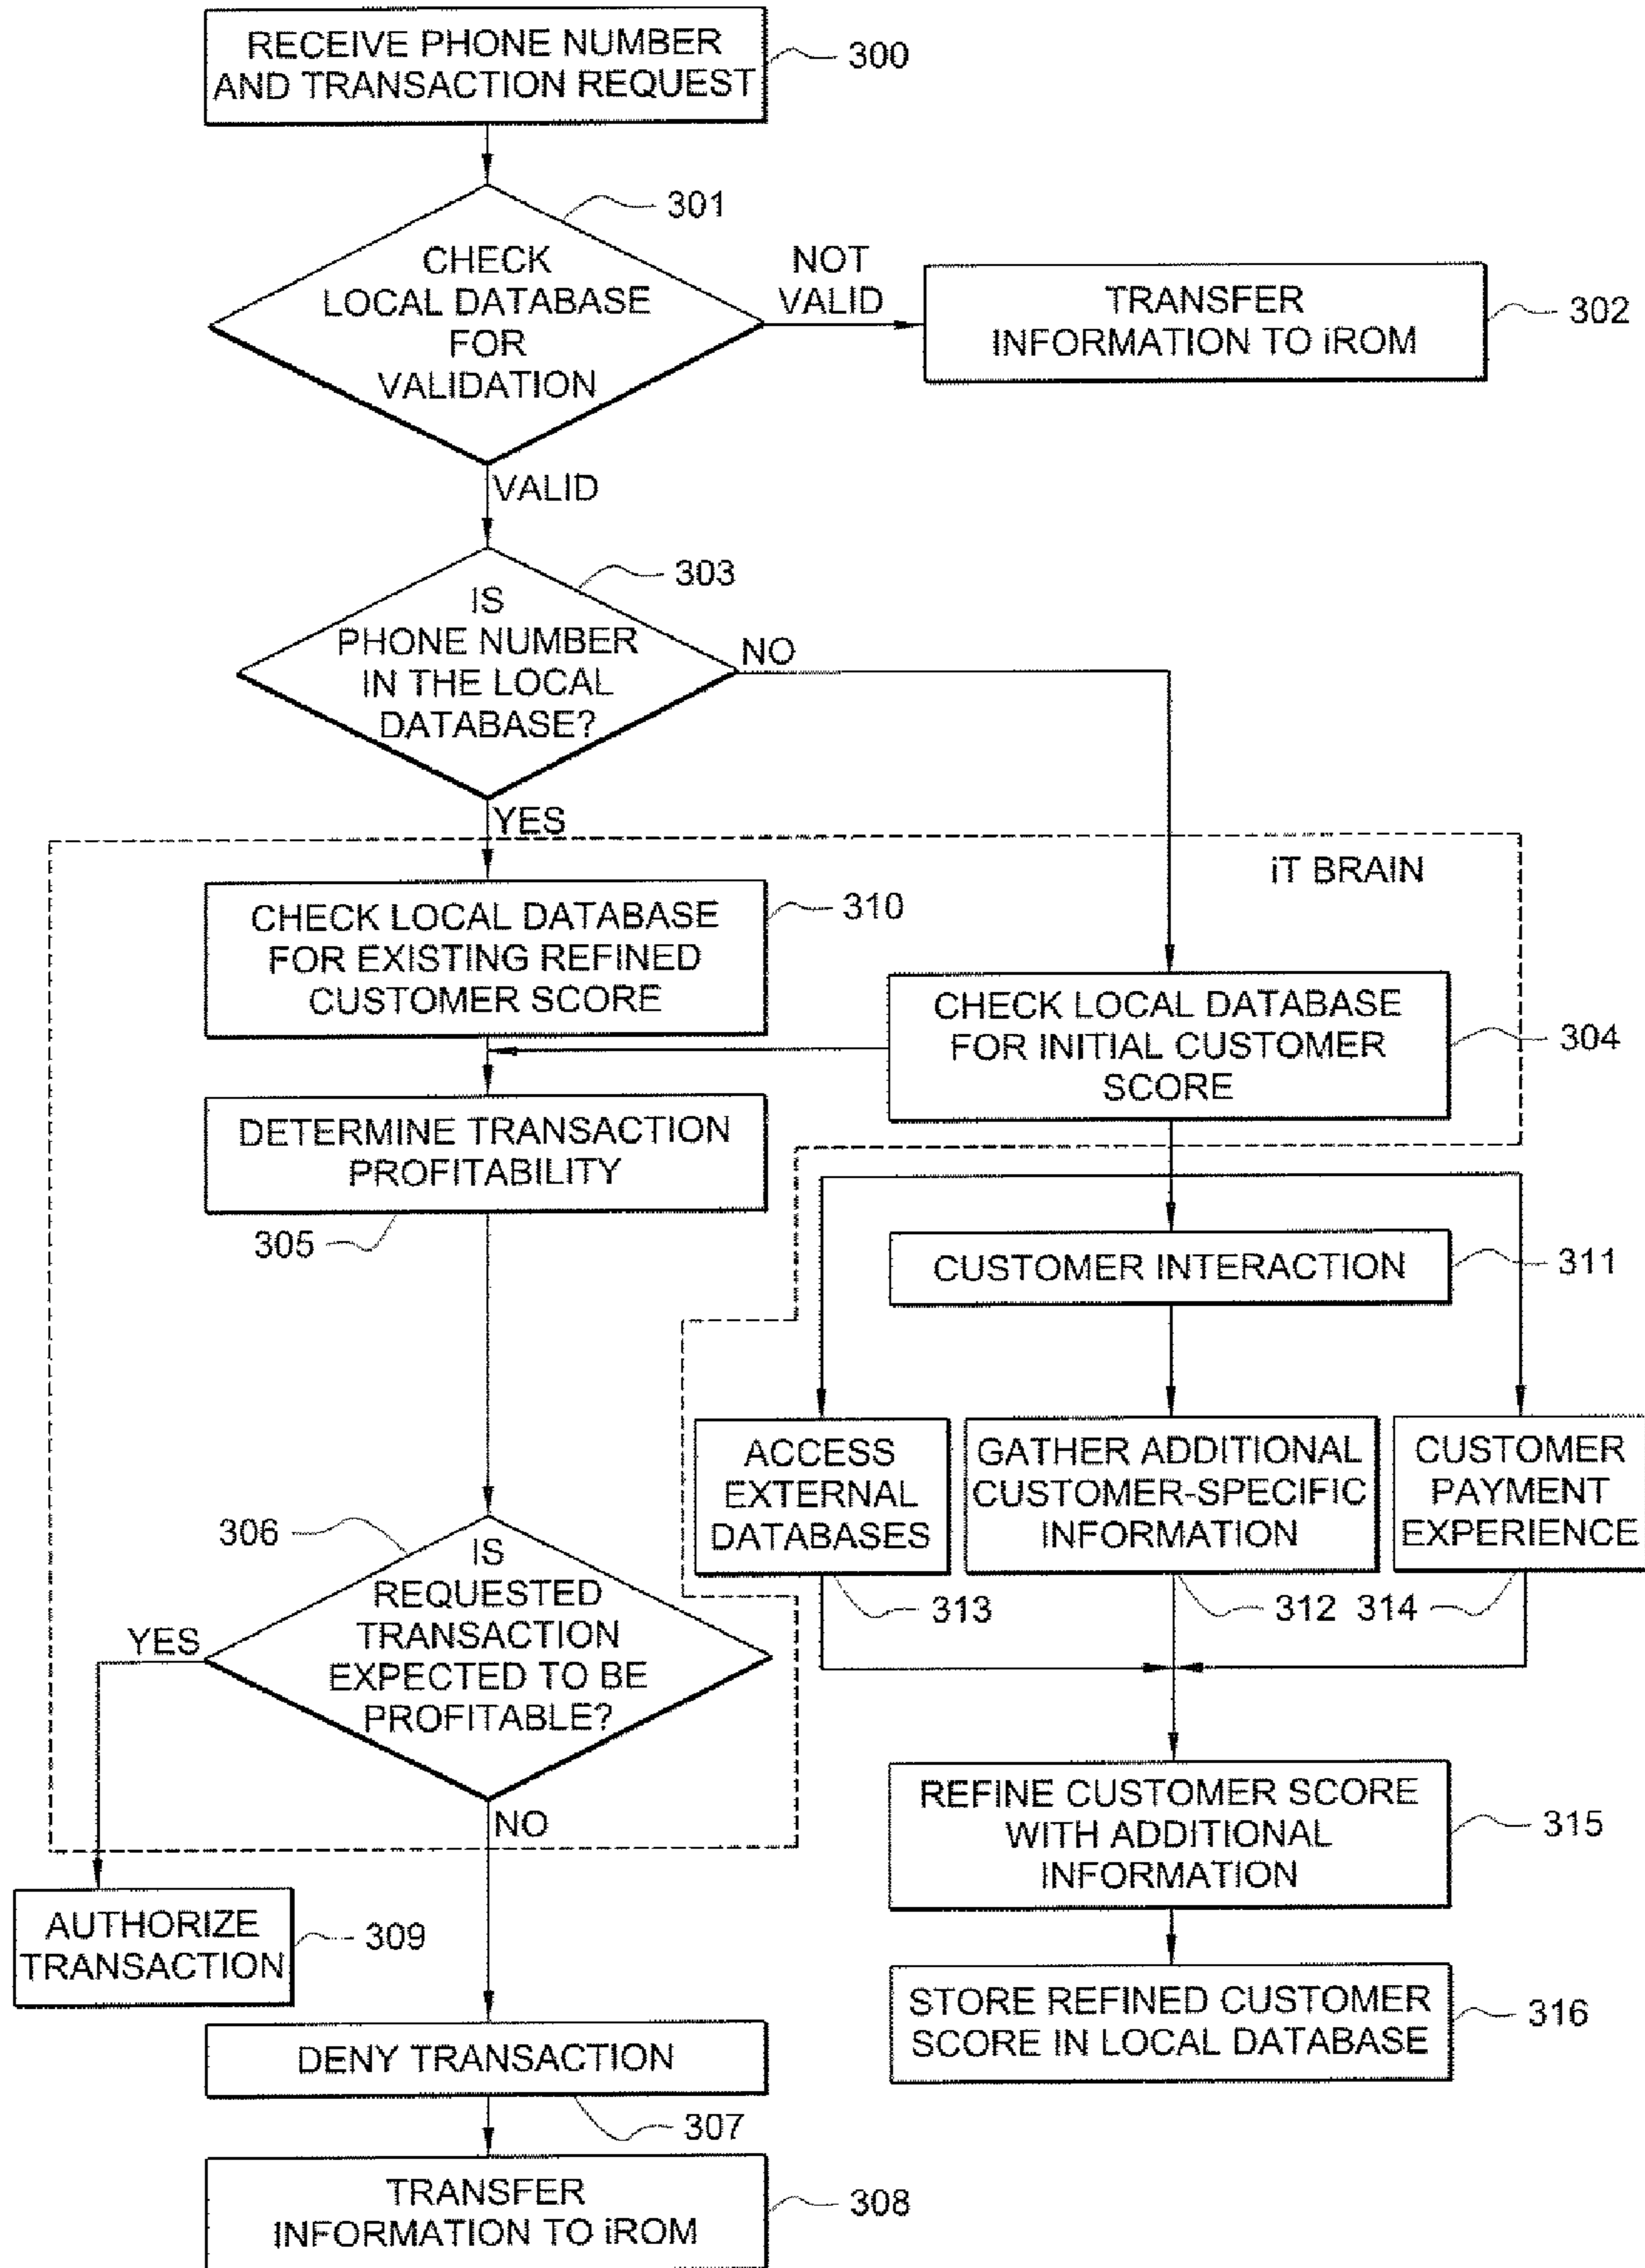 RECEIVE PHONE NUMBER
AND TRANSACTION REQUEST
300
301
CHECK
LOCAL DATABASE
FOR
VALIDATION
NOT
VALID
TRANSFER
INFORMATION TO iROM
302
VALID
303
IS
PHONE NUMBER
IN THE LOCAL
DATABASE?
NO
YES
iT BRAIN
CHECK LOCAL DATABASE
FOR EXISTING REFINED
CUSTOMER SCORE
310
CHECK LOCAL DATABASE
FOR INITIAL CUSTOMER
SCORE
304
DETERMINE TRANSACTION
PROFITABILITY
305
CUSTOMER INTERACTION
311
ACCESS
EXTERNAL
DATABASES
313
GATHER ADDITIONAL
CUSTOMER-SPECIFIC
INFORMATION
312
CUSTOMER
PAYMENT
EXPERIENCE
314
306
IS
REQUESTED
TRANSACTION
EXPECTED TO BE
PROFITABLE?
YES
NO
REFINE CUSTOMER SCORE
WITH ADDITIONAL
INFORMATION
315
AUTHORIZE
TRANSACTION
309
STORE REFINED CUSTOMER
SCORE IN LOCAL DATABASE
316
DENY TRANSACTION
307
TRANSFER
INFORMATION TO iROM
308